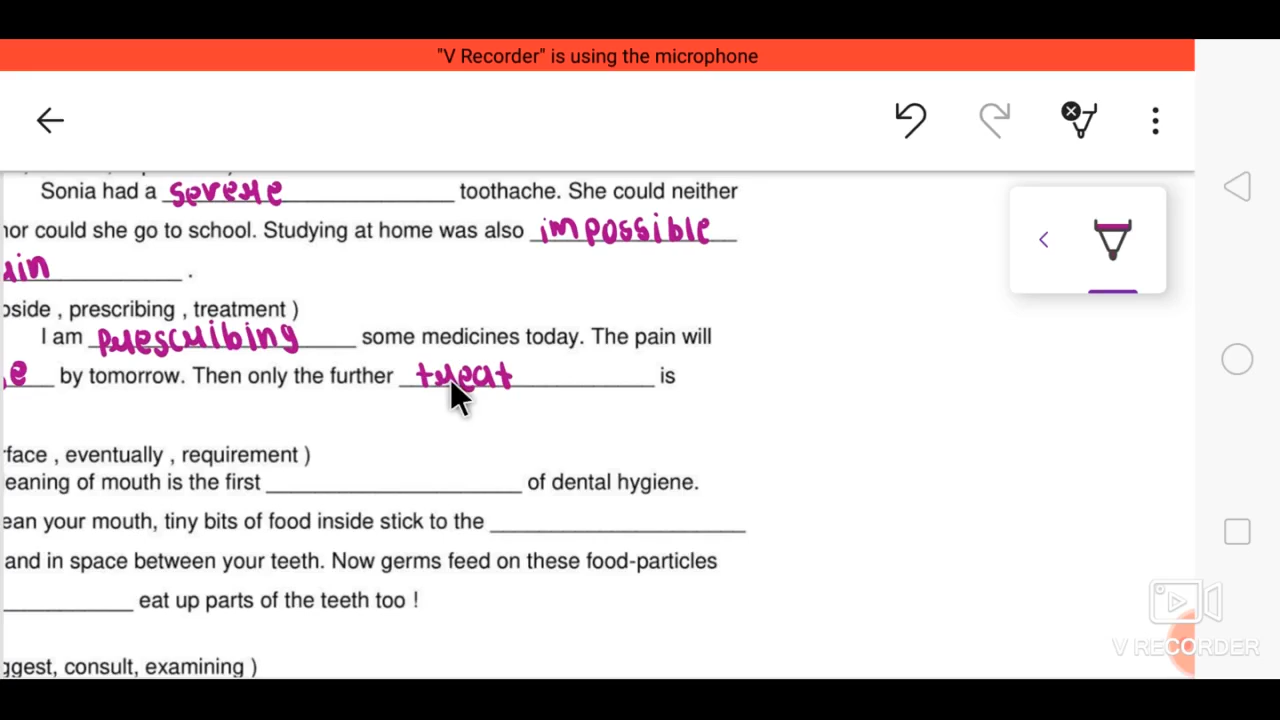 "V Recorder" is using the microphone
Sonia had a severe toothache. She could neither
nor could she go to school. Studying at home was also impossible
ain .
oside , prescribing , treatment )
I am prescribing some medicines today. The pain will
e by tomorrow. Then only the further treat is
rface , eventually , requirement )
eaning of mouth is the first of dental hygiene.
ean your mouth, tiny bits of food inside stick to the
and in space between your teeth. Now germs feed on these food-particles
eat up parts of the teeth too !
ggest, consult, examining )
V RECORDER